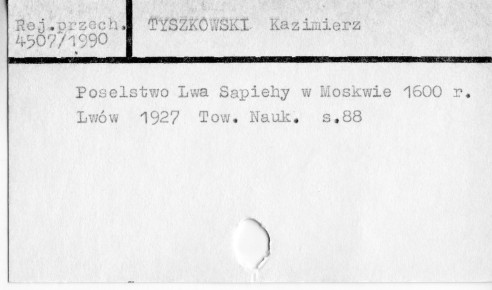 Rej.przech. TYSZKOWSKI Kazimierz
4507/1990
Poselstwo Lwa Sapiehy w Moskwie 1600 r.
Lwów 1927 Tow. Nauk. s.88